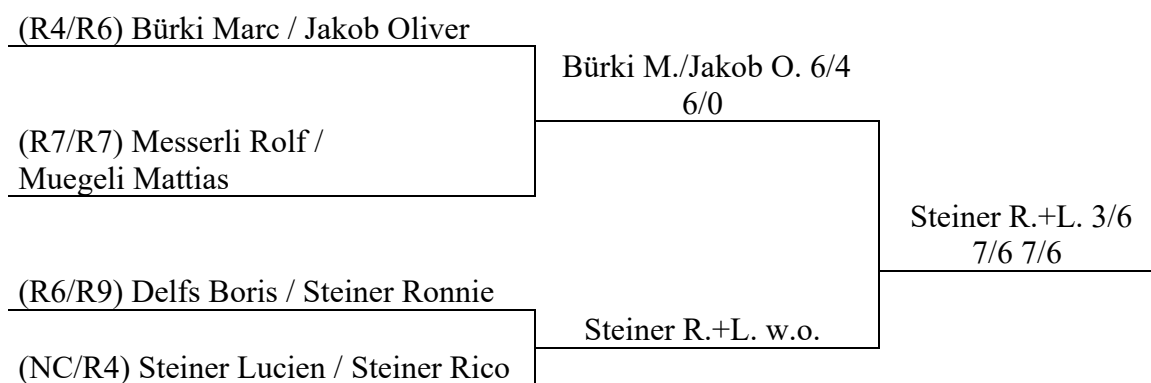 (R4/R6) Bürki Marc / Jakob Oliver
Bürki M./Jakob O. 6/4
6/0
(R7/R7) Messerli Rolf /
Muegeli Mattias
Steiner R.+L. 3/6
7/6 7/6
(R6/R9) Delfs Boris / Steiner Ronnie
Steiner R.+L. w.o.
(NC/R4) Steiner Lucien / Steiner Rico